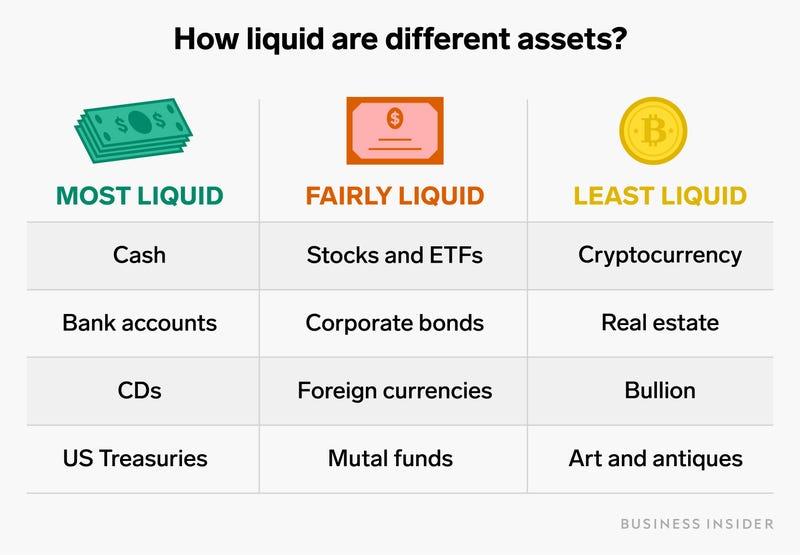 How liquid are different assets?
MOST LIQUID FAIRLY LIQUID LEAST LIQUID
Cash Stocks and ETFs Cryptocurrency
Bank accounts Corporate bonds Real estate
CDs Foreign currencies Bullion
US Treasuries Mutal funds Art and antiques
BUSINESS INSIDER